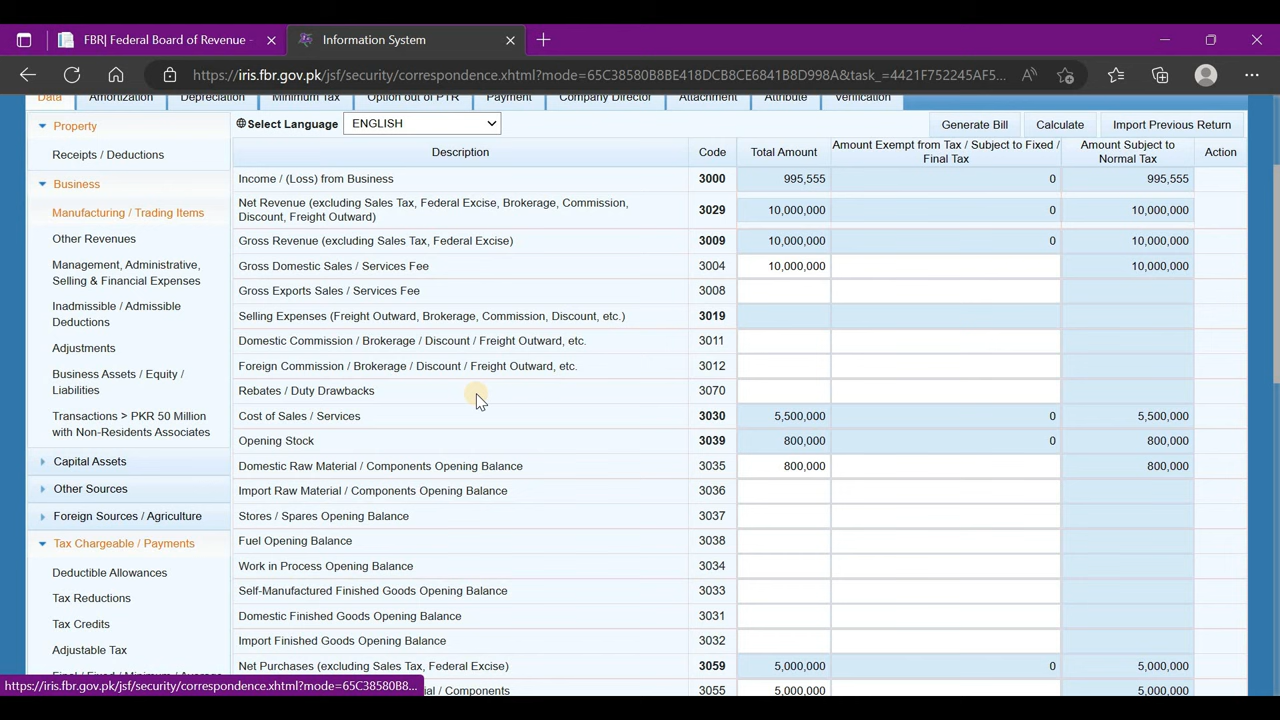 FBR| Federal Board of Revenue -
Information System
https://iris.fbr.gov.pk/jsf/security/correspondence.xhtml?mode=65C38580B8BE418DCB8CE6841B8D998A&task_=4421F752245AF5...
Data Amortization Depreciation Minimum Tax Option out of PTR Payment Company Director Attachment Attribute Verification
Property
Receipts / Deductions
Business
Manufacturing / Trading Items
Other Revenues
Management, Administrative,
Selling & Financial Expenses
Inadmissible / Admissible
Deductions
Adjustments
Business Assets / Equity /
Liabilities
Transactions > PKR 50 Million
with Non-Residents Associates
Capital Assets
Other Sources
Foreign Sources / Agriculture
Tax Chargeable / Payments
Deductible Allowances
Tax Reductions
Tax Credits
Adjustable Tax
Select Language ENGLISH Generate Bill Calculate Import Previous Return
Description Code Total Amount Amount Exempt from Tax / Subject to Fixed / Final Tax Amount Subject to Normal Tax Action
Income / (Loss) from Business 3000 995,555 0 995,555
Net Revenue (excluding Sales Tax, Federal Excise, Brokerage, Commission,
Discount, Freight Outward) 3029 10,000,000 0 10,000,000
Gross Revenue (excluding Sales Tax, Federal Excise) 3009 10,000,000 0 10,000,000
Gross Domestic Sales / Services Fee 3004 10,000,000 10,000,000
Gross Exports Sales / Services Fee 3008
Selling Expenses (Freight Outward, Brokerage, Commission, Discount, etc.) 3019
Domestic Commission / Brokerage / Discount / Freight Outward, etc. 3011
Foreign Commission / Brokerage / Discount / Freight Outward, etc. 3012
Rebates / Duty Drawbacks 3070
Cost of Sales / Services 3030 5,500,000 0 5,500,000
Opening Stock 3039 800,000 0 800,000
Domestic Raw Material / Components Opening Balance 3035 800,000 800,000
Import Raw Material / Components Opening Balance 3036
Stores / Spares Opening Balance 3037
Fuel Opening Balance 3038
Work in Process Opening Balance 3034
Self-Manufactured Finished Goods Opening Balance 3033
Domestic Finished Goods Opening Balance 3031
Import Finished Goods Opening Balance 3032
Net Purchases (excluding Sales Tax, Federal Excise) 3059 5,000,000 0 5,000,000
/ Components 3055 5,000,000 5,000,000
https://iris.fbr.gov.pk/jsf/security/correspondence.xhtml?mode=65C38580B8...